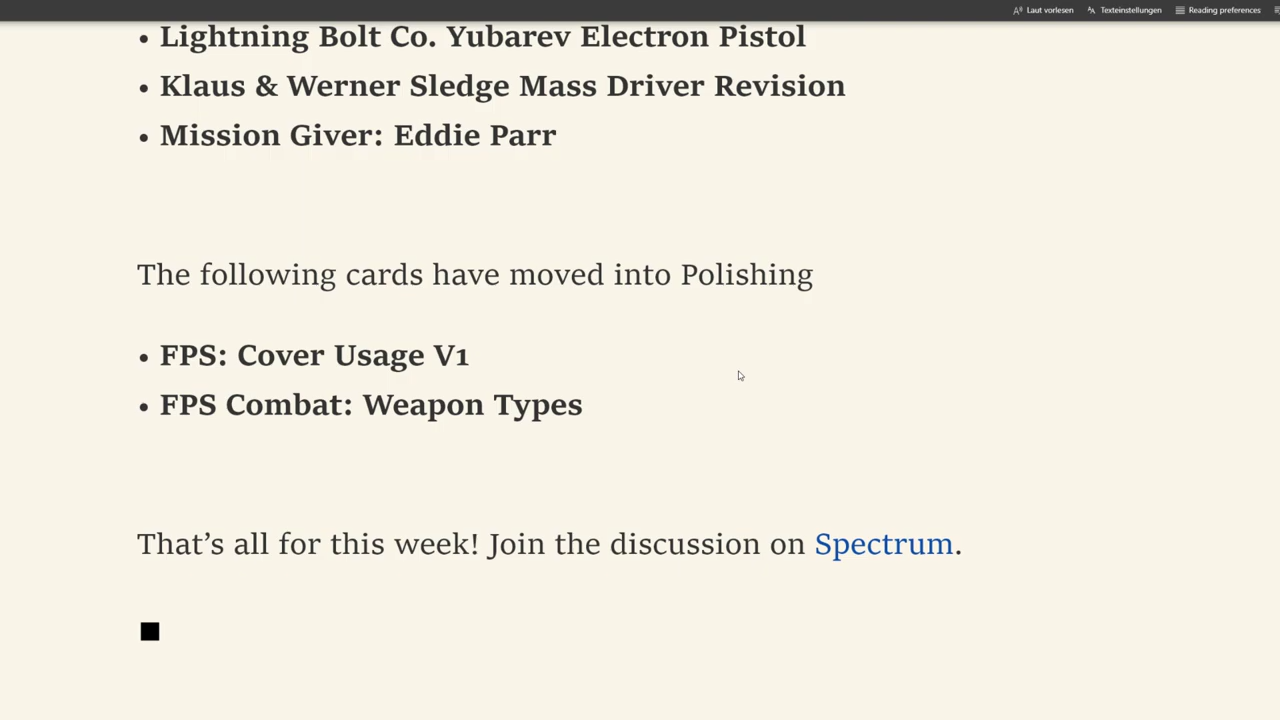 Laut vorlesen Texteinstellungen Reading preferences
• Lightning Bolt Co. Yubarev Electron Pistol
• Klaus & Werner Sledge Mass Driver Revision
• Mission Giver: Eddie Parr
The following cards have moved into Polishing
• FPS: Cover Usage V1
• FPS Combat: Weapon Types
That’s all for this week! Join the discussion on Spectrum.